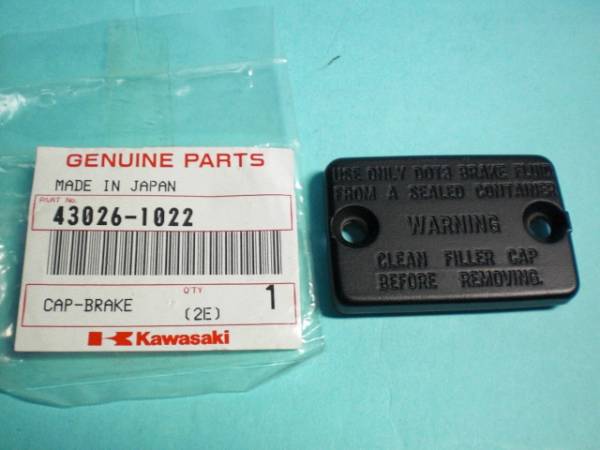 GENUINE PARTS
MADE IN JAPAN
PART No.
43026-1022
CAP-BRAKE
Q'TY
(2E)
1
Kawasaki
USE ONLY DOT3 BRAKE FLUID
FROM A SEALED CONTAINER
WARNING
CLEAN FILLER CAP
BEFORE REMOVING.